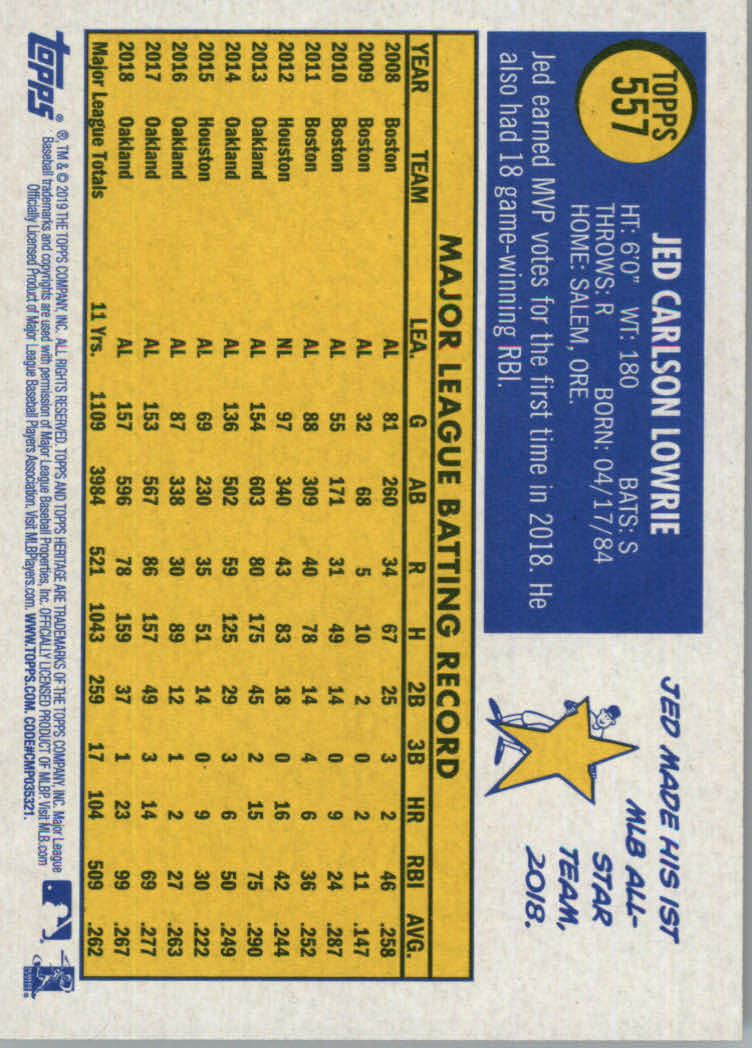 TOPPS
557
JED CARLSON LOWRIE
HT: 6'0" WT: 180 BATS: S
THROWS: R BORN: 04/17/84
HOME: SALEM, ORE.
Jed earned MVP votes for the first time in 2018. He
also had 18 game-winning RBI.
JED MADE HIS 1ST
MLB ALL-
STAR
TEAM,
2018.
MAJOR LEAGUE BATTING RECORD
YEAR TEAM LEA. G AB R H 2B 3B HR RBI AVG.
2008 Boston AL 81 260 34 67 25 3 2 46 .258
2009 Boston AL 32 68 5 10 2 0 2 11 .147
2010 Boston AL 55 171 31 49 14 0 9 24 .287
2011 Boston AL 88 309 40 78 14 4 6 36 .252
2012 Houston NL 97 340 43 83 18 0 16 42 .244
2013 Oakland AL 154 603 80 175 45 2 15 75 .290
2014 Oakland AL 136 502 59 125 29 3 6 50 .249
2015 Houston AL 69 230 35 51 14 0 9 30 .222
2016 Oakland AL 87 338 30 89 12 1 2 27 .263
2017 Oakland AL 153 567 86 157 49 3 14 69 .277
2018 Oakland AL 157 596 78 159 37 1 23 99 .267
Major League Totals 11 Yrs. 1109 3984 521 1043 259 17 104 509 .262
topps
®, TM & © 2019 THE TOPPS COMPANY, INC. ALL RIGHTS RESERVED. TOPPS AND TOPPS HERITAGE ARE TRADEMARKS OF THE TOPPS COMPANY, INC. Major League
Baseball trademarks and copyrights are used with permission of Major League Baseball Properties, Inc. OFFICIALLY LICENSED PRODUCT OF MLBP. Visit MLB.com
Officially Licensed Product of Major League Baseball Players Association. Visit MLBPlayers.com. WWW.TOPPS.COM. CODE#CMP035321.